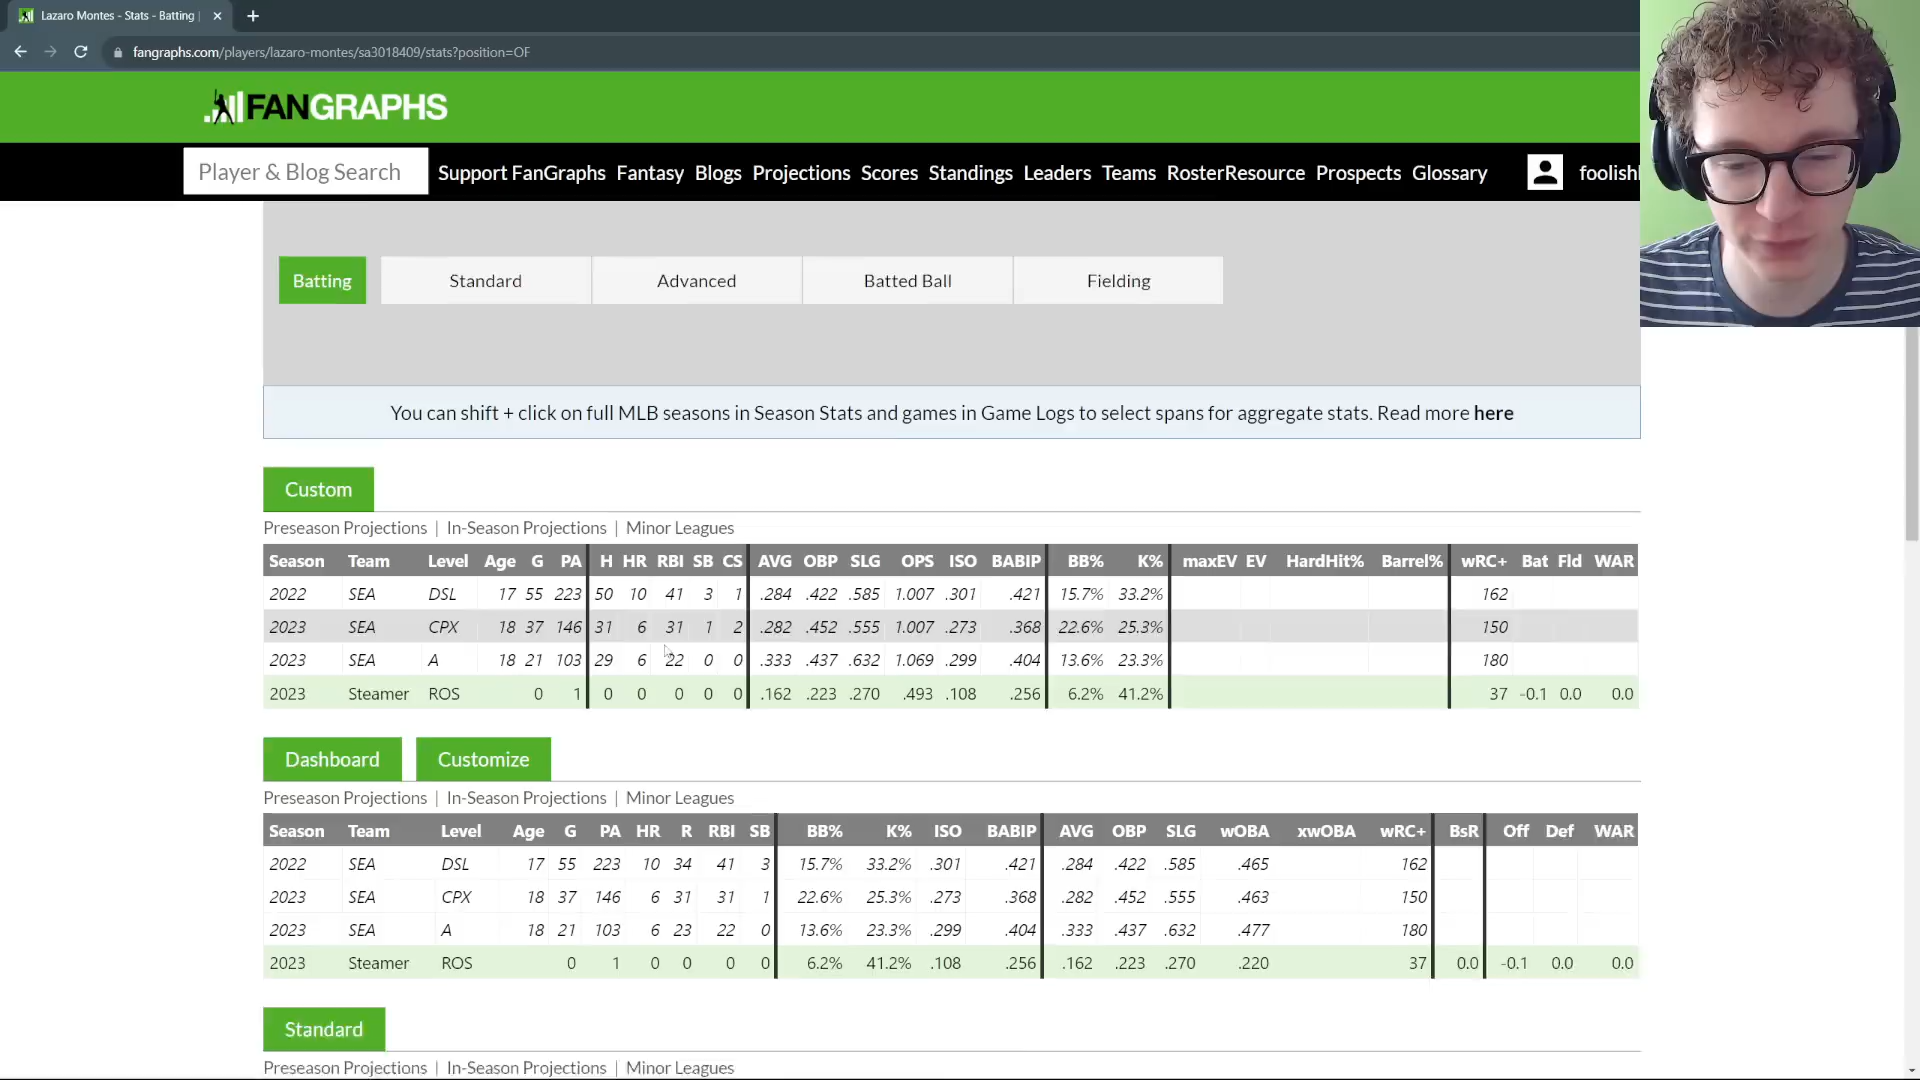 Lazaro Montes - Stats - Batting |
fangraphs.com/players/lazaro-montes/sa3018409/stats?position=OF
FANGRAPHS
Player & Blog Search Support FanGraphs Fantasy Blogs Projections Scores Standings Leaders Teams RosterResource Prospects Glossary foolish
Batting Standard Advanced Batted Ball Fielding
You can shift + click on full MLB seasons in Season Stats and games in Game Logs to select spans for aggregate stats. Read more here
Custom
Preseason Projections | In-Season Projections | Minor Leagues
Season Team Level Age G PA H HR RBI SB CS AVG OBP SLG OPS ISO BABIP BB% K% maxEV EV HardHit% Barrel% wRC+ Bat Fld WAR
2022 SEA DSL 17 55 223 50 10 41 3 1 .284 .422 .585 1.007 .301 .421 15.7% 33.2% 162
2023 SEA CPX 18 37 146 31 6 31 1 2 .282 .452 .555 1.007 .273 .368 22.6% 25.3% 150
2023 SEA A 18 21 103 29 6 22 0 0 .333 .437 .632 1.069 .299 .404 13.6% 23.3% 180
2023 Steamer ROS 0 1 0 0 0 0 0 .162 .223 .270 .493 .108 .256 6.2% 41.2% 37 -0.1 0.0 0.0
Dashboard Customize
Preseason Projections | In-Season Projections | Minor Leagues
Season Team Level Age G PA HR R RBI SB BB% K% ISO BABIP AVG OBP SLG wOBA xwOBA wRC+ BsR Off Def WAR
2022 SEA DSL 17 55 223 10 34 41 3 15.7% 33.2% .301 .421 .284 .422 .585 .465 162
2023 SEA CPX 18 37 146 6 31 31 1 22.6% 25.3% .273 .368 .282 .452 .555 .463 150
2023 SEA A 18 21 103 6 23 22 0 13.6% 23.3% .299 .404 .333 .437 .632 .477 180
2023 Steamer ROS 0 1 0 0 0 0 6.2% 41.2% .108 .256 .162 .223 .270 .220 37 0.0 -0.1 0.0 0.0
Standard
Preseason Projections | In-Season Projections | Minor Leagues